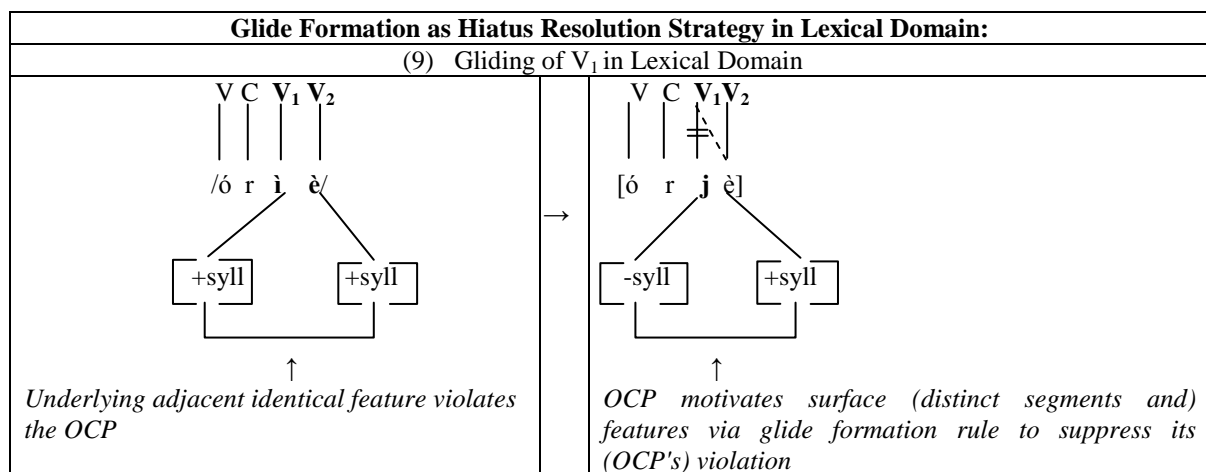 Glide Formation as Hiatus Resolution Strategy in Lexical Domain:
(9) Gliding of V₁ in Lexical Domain
V C V₁ V₂
/ó r ì è/
+syll +syll
↑
Underlying adjacent identical feature violates
the OCP
→
V C V₁V₂
[ó r j è]
-syll +syll
↑
OCP motivates surface (distinct segments and)
features via glide formation rule to suppress its
(OCP's) violation